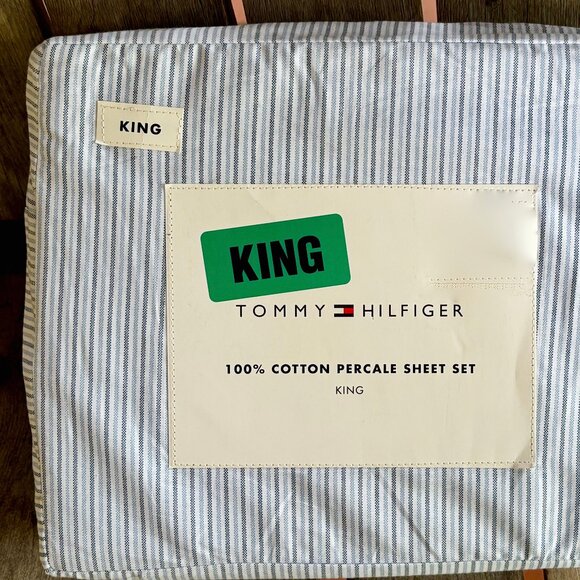 KING
KING
TOMMY HILFIGER
100% COTTON PERCALE SHEET SET
KING